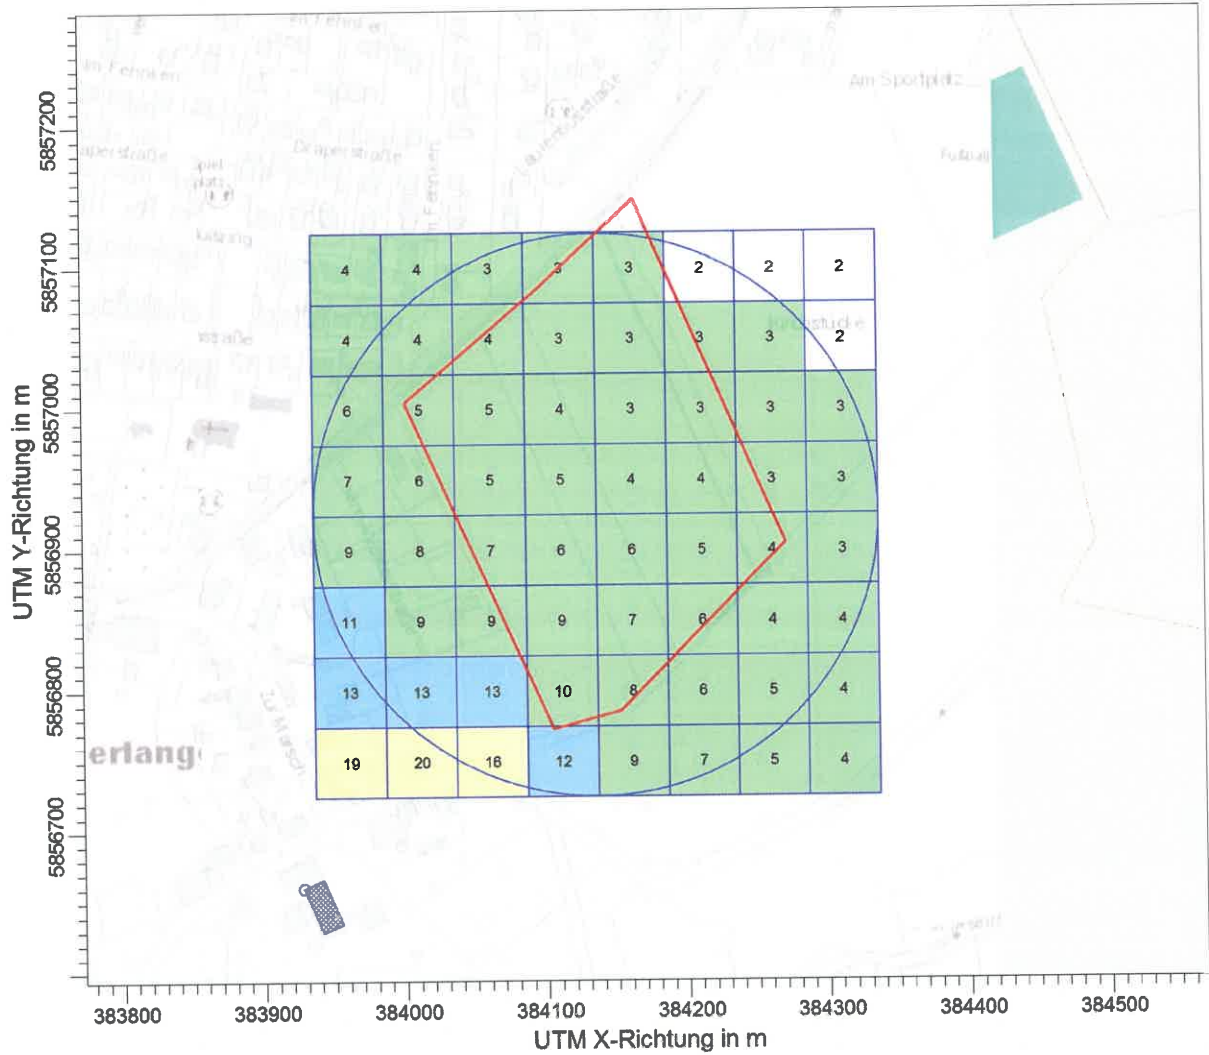 Am Sportplatz
5857200
Draperstraße
aperstraße
Spiel
platz
Fußball
5857100
4 4 3 3 3 2 2 2
4 4 4 3 3 3 3 2
5857000
6 5 5 4 3 3 3 3
7 6 5 5 4 4 3 3
5856900
9 8 7 6 6 5 4 3
11 9 9 9 7 6 4 4
5856800
13 13 13 10 8 6 5 4
erlang
19 20 16 12 9 7 5 4
5856700
UTM Y-Richtung in m
383800 383900 384000 384100 384200 384300 384400 384500
UTM X-Richtung in m